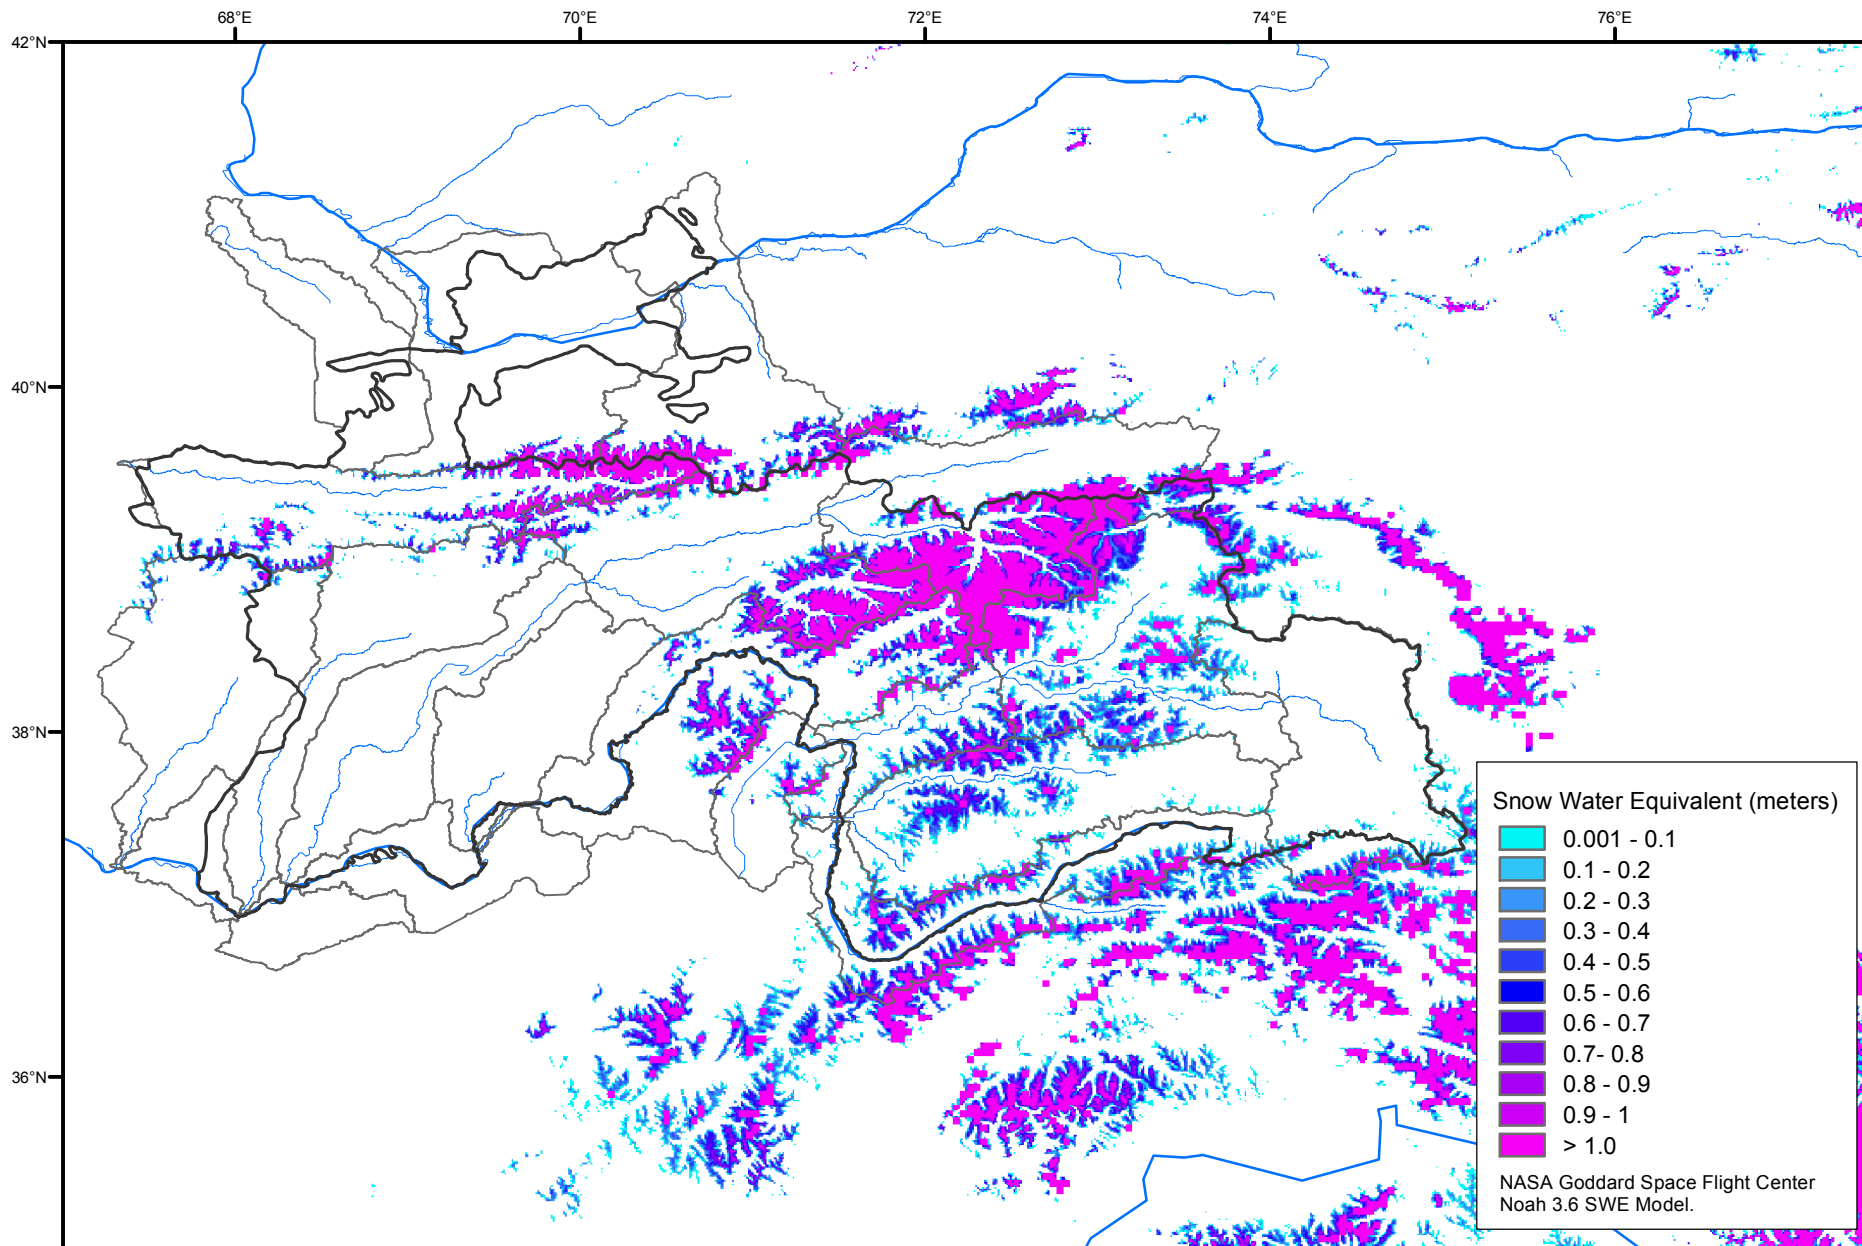 68°E 70°E 72°E 74°E 76°E
42°N
40°N
38°N
36°N
Snow Water Equivalent (meters)
0.001 - 0.1
0.1 - 0.2
0.2 - 0.3
0.3 - 0.4
0.4 - 0.5
0.5 - 0.6
0.6 - 0.7
0.7- 0.8
0.8 - 0.9
0.9 - 1
> 1.0
NASA Goddard Space Flight Center
Noah 3.6 SWE Model.